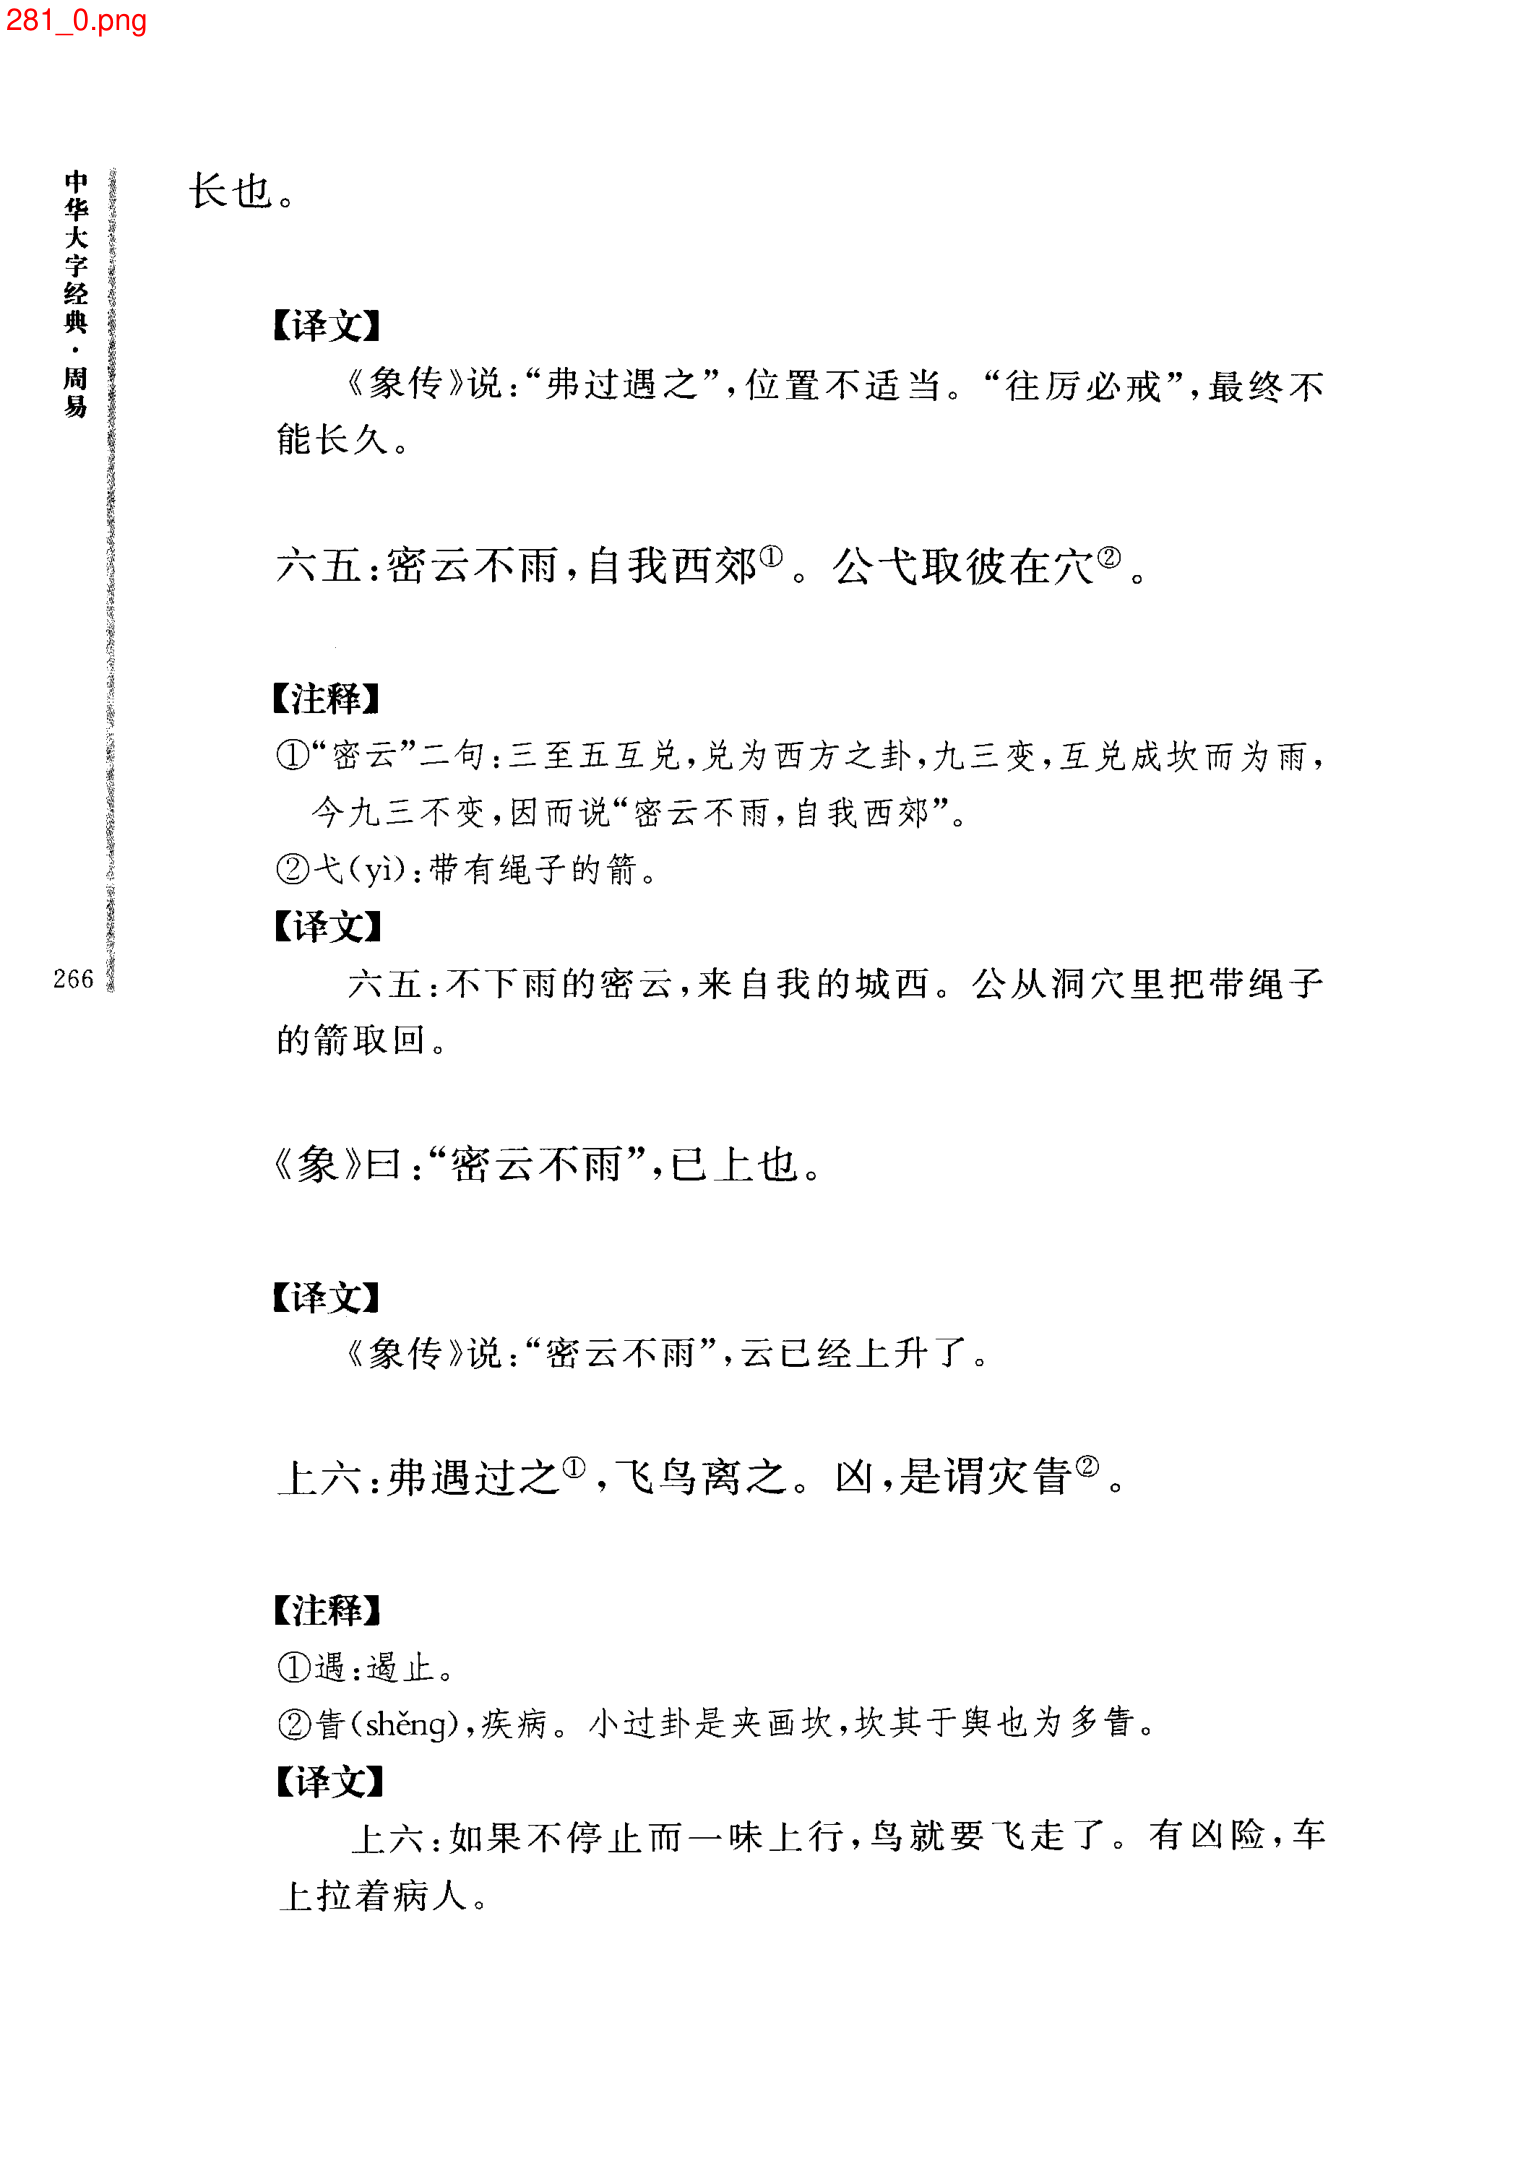 281_0.png
中华大字经典·周易
266
长也。
【译文】
《象传》说：“弗过遇之”，位置不适当。“往厉必戒”，最终不
能长久。
六五：密云不雨，自我西郊①。公弋取彼在穴②。
【注释】
①“密云”二句：三至五互兑，兑为西方之卦，九三变，互兑成坎而为雨，
今九三不变，因而说“密云不雨，自我西郊”。
②弋(yì)：带有绳子的箭。
【译文】
六五：不下雨的密云，来自我的城西。公从洞穴里把带绳子
的箭取回。
《象》曰：“密云不雨”，已上也。
【译文】
《象传》说：“密云不雨”，云已经上升了。
上六：弗遇过之①，飞鸟离之。凶，是谓灾眚②。
【注释】
①遇：遏止。
②眚(shěng)，疾病。小过卦是夹画坎，坎其于舆也为多眚。
【译文】
上六：如果不停止而一味上行，鸟就要飞走了。有凶险，车
上拉着病人。